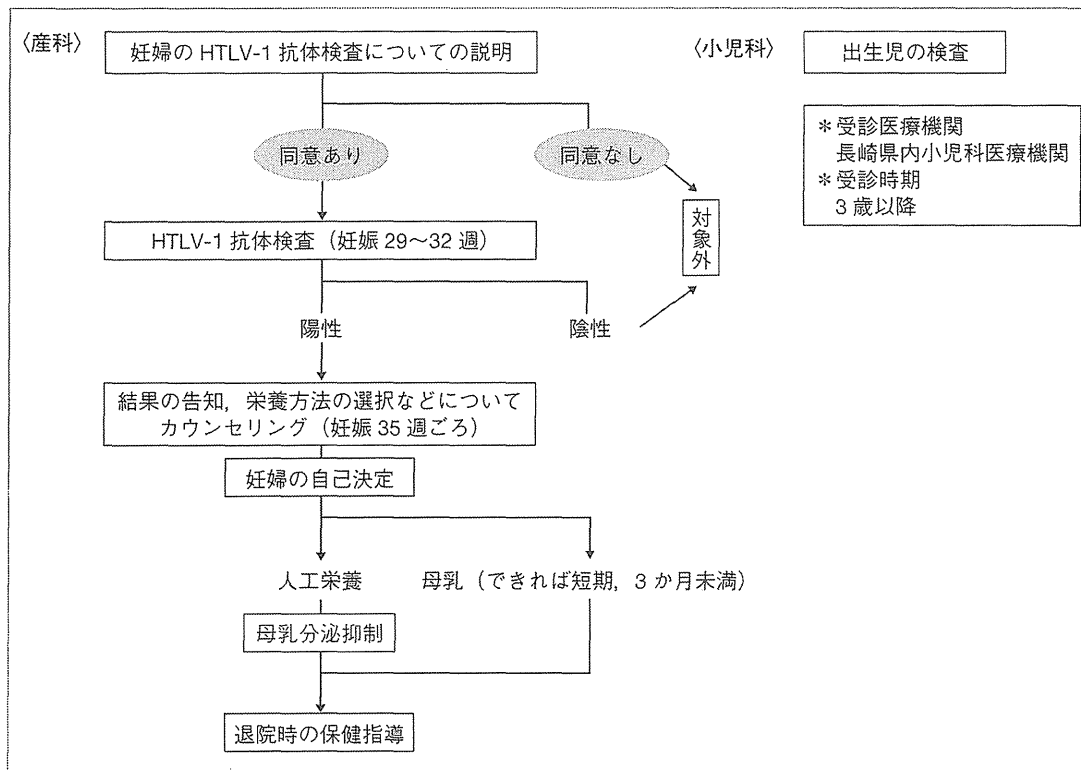 〈産科〉
妊婦の HTLV-1 抗体検査についての説明
同意あり
同意なし
HTLV-1 抗体検査（妊娠 29〜32 週）
対象外
陽性
陰性
結果の告知，栄養方法の選択などについて
カウンセリング（妊娠 35 週ごろ）
妊婦の自己決定
人工栄養
母乳（できれば短期，3 か月未満）
母乳分泌抑制
退院時の保健指導
〈小児科〉
出生児の検査
＊受診医療機関
長崎県内小児科医療機関
＊受診時期
3 歳以降